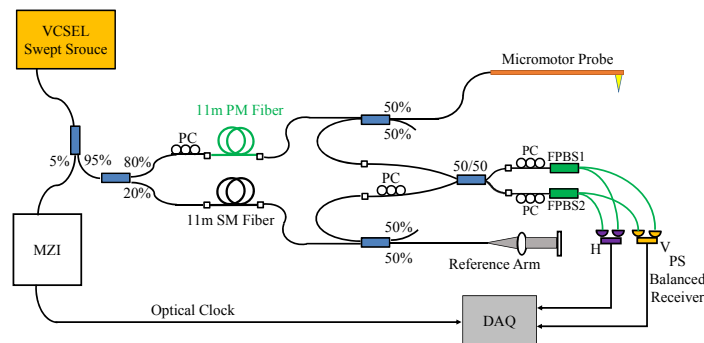 VCSEL
Swept Srouce
Micromotor Probe
11m PM Fiber
50%
50%
PC
5%
95%
80%
20%
50/50
PC
FPBS1
PC
11m SM Fiber
PC
FPBS2
50%
50%
MZI
Reference Arm
H
V
PS
Balanced
Receiver
Optical Clock
DAQ